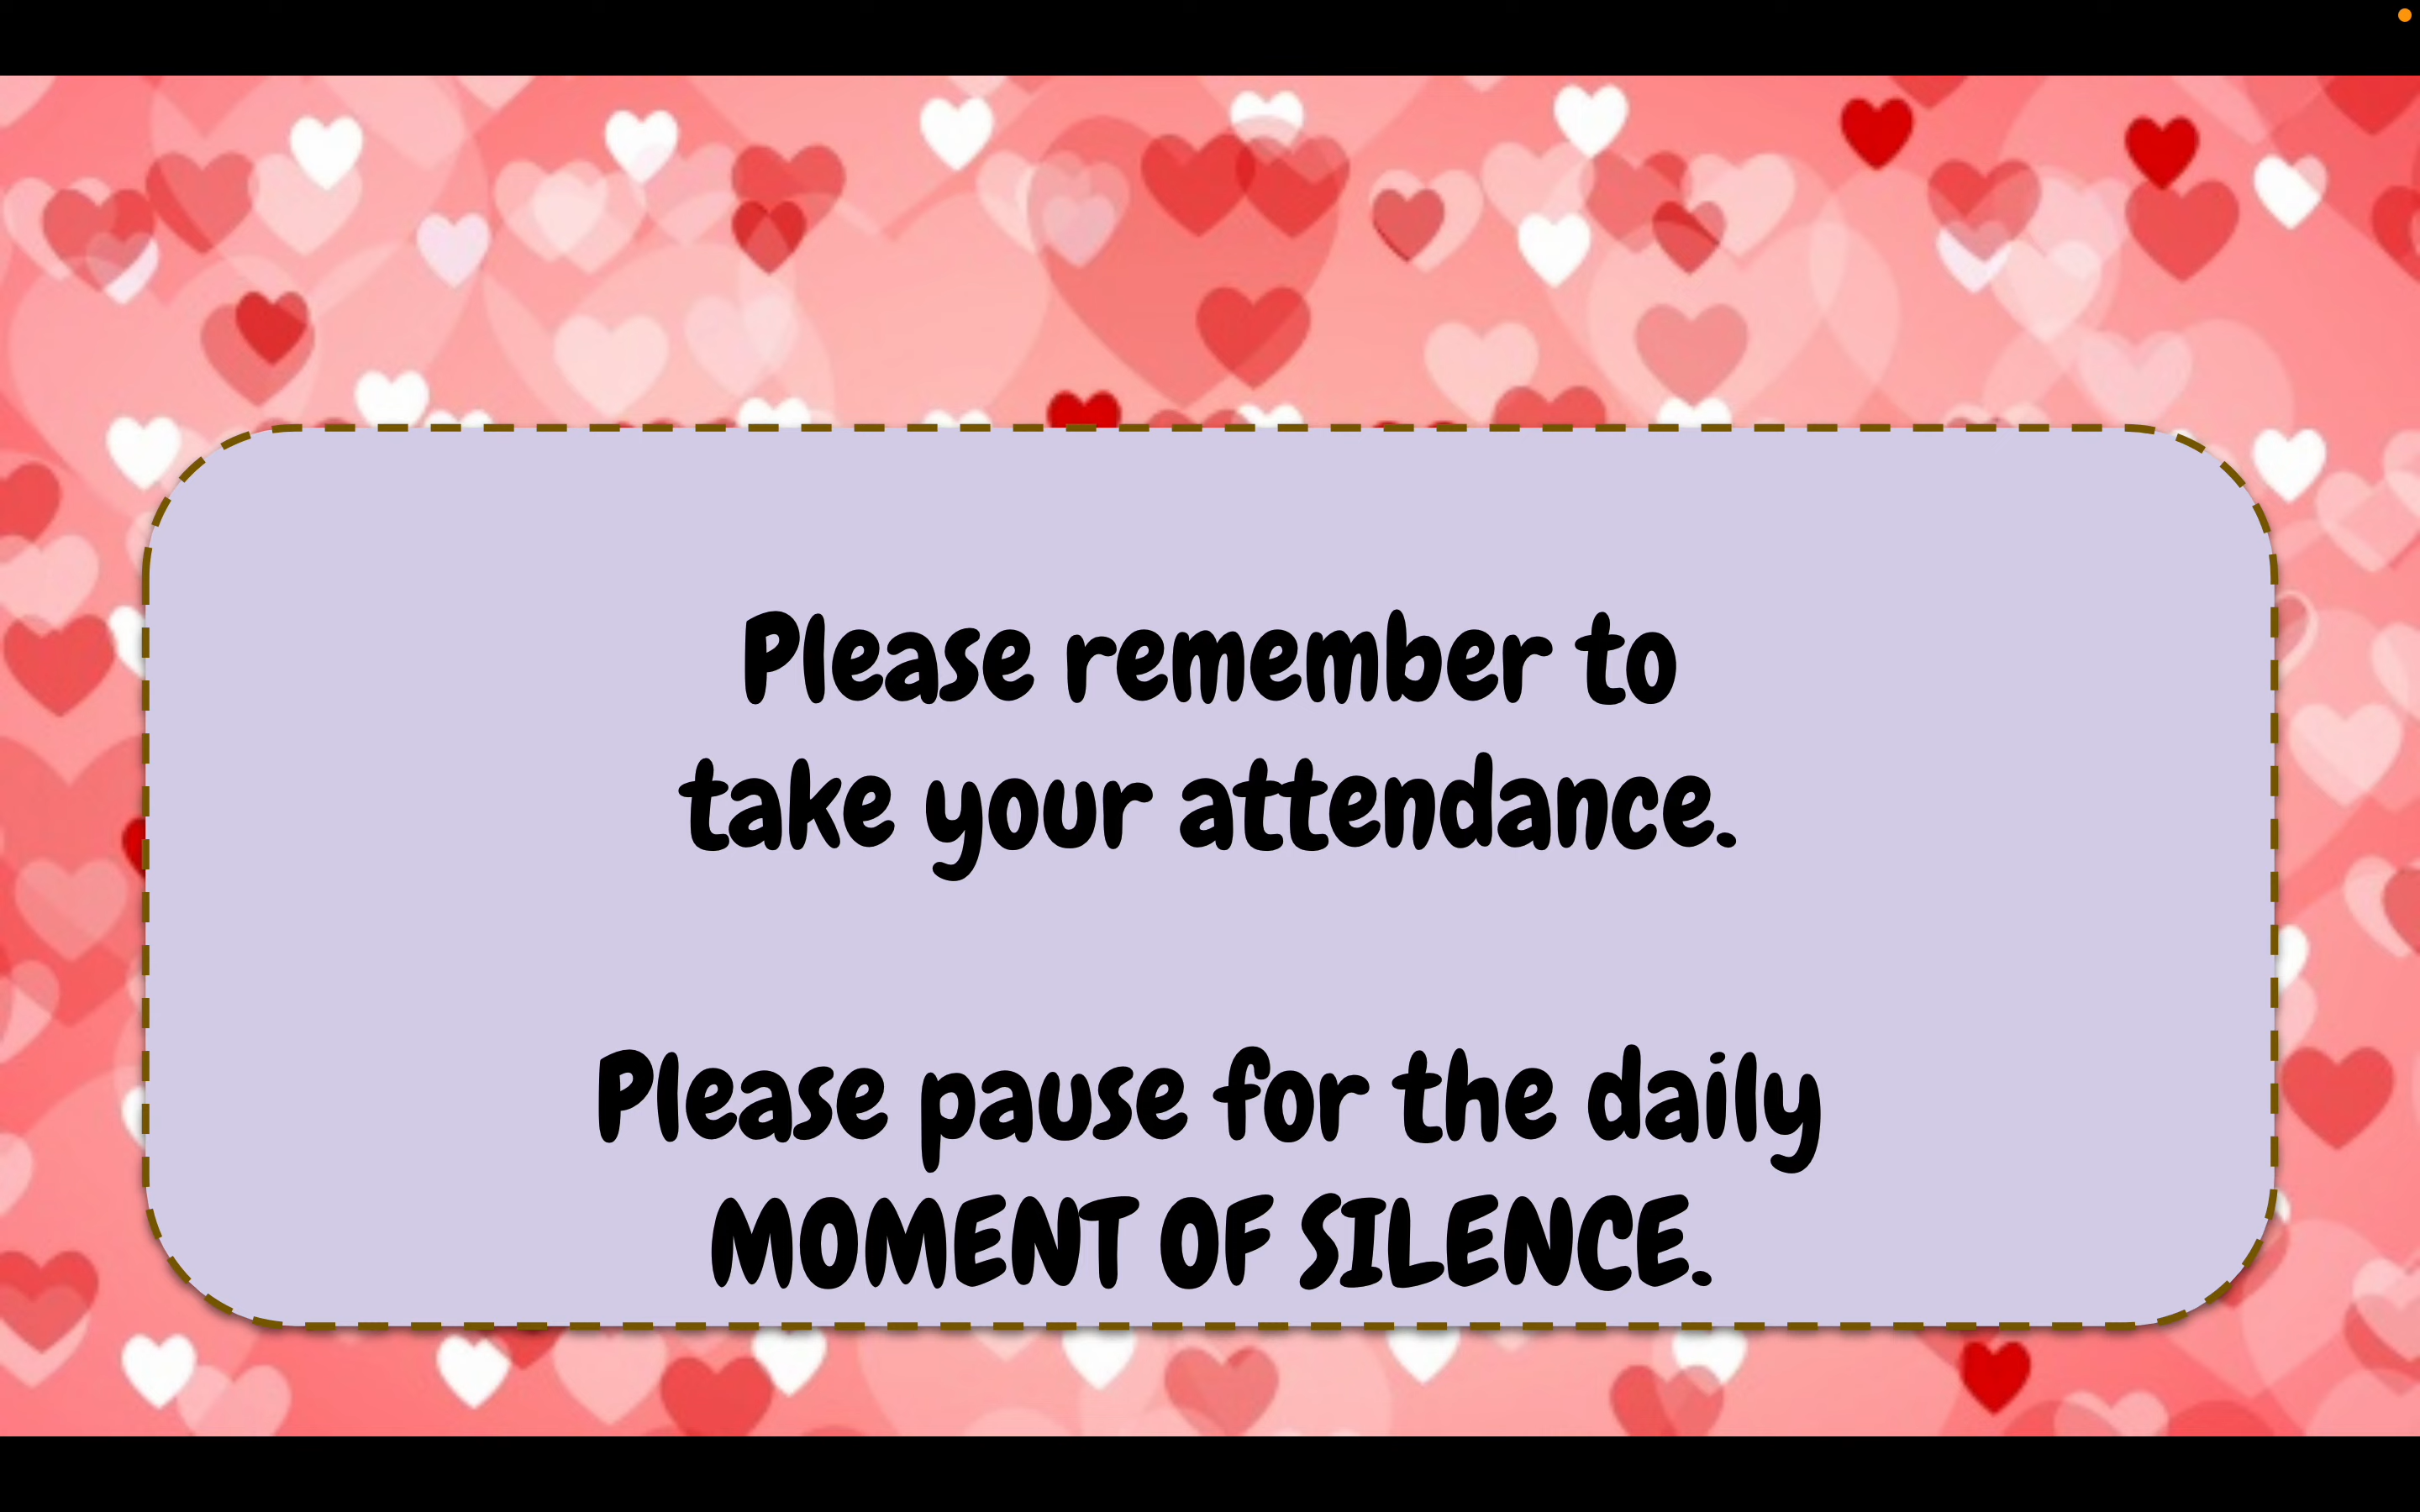 Please remember to
take your attendance.
Please pause for the daily
MOMENT OF SILENCE.